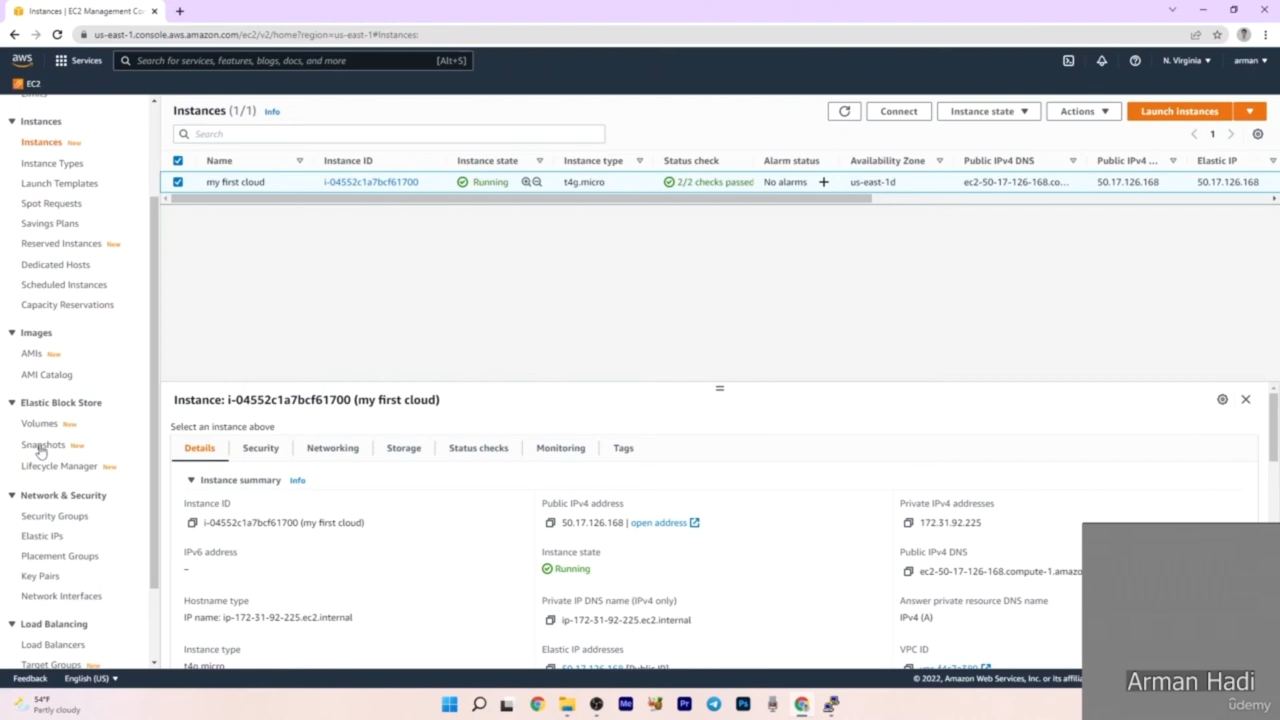 Instances | EC2 Management Co
us-east-1.console.aws.amazon.com/ec2/v2/home?region=us-east-1#Instances:
aws Services Search for services, features, blogs, docs, and more [Alt+S] N. Virginia ▼ arman ▼
EC2
Limits
Instances
Instances New
Instance Types
Launch Templates
Spot Requests
Savings Plans
Reserved Instances New
Dedicated Hosts
Scheduled Instances
Capacity Reservations
Images
AMIs New
AMI Catalog
Elastic Block Store
Volumes New
Snapshots New
Lifecycle Manager New
Network & Security
Security Groups
Elastic IPs
Placement Groups
Key Pairs
Network Interfaces
Load Balancing
Load Balancers
Target Groups New
Instances (1/1) Info Connect Instance state ▼ Actions ▼ Launch instances ▼
Search 1
Name Instance ID Instance state Instance type Status check Alarm status Availability Zone Public IPv4 DNS Public IPv4 ... Elastic IP
my first cloud i-04552c1a7bcf61700 Running t4g.micro 2/2 checks passed No alarms + us-east-1d ec2-50-17-126-168.co... 50.17.126.168 50.17.126.168
Instance: i-04552c1a7bcf61700 (my first cloud)
Select an instance above
Details Security Networking Storage Status checks Monitoring Tags
▼ Instance summary Info
Instance ID
i-04552c1a7bcf61700 (my first cloud)
Public IPv4 address
50.17.126.168 | open address
Private IPv4 addresses
172.31.92.225
IPv6 address
–
Instance state
Running
Public IPv4 DNS
ec2-50-17-126-168.compute-1.amazo
Hostname type
IP name: ip-172-31-92-225.ec2.internal
Private IP DNS name (IPv4 only)
ip-172-31-92-225.ec2.internal
Answer private resource DNS name
IPv4 (A)
Instance type
t4g.micro
Elastic IP addresses
50.17.126.168 [Public IP]
VPC ID
Feedback English (US) ▼ © 2022, Amazon Web Services, Inc. or its affilia
Arman Hadi
udemy
54°F
Partly cloudy
Me
Pr
Ps